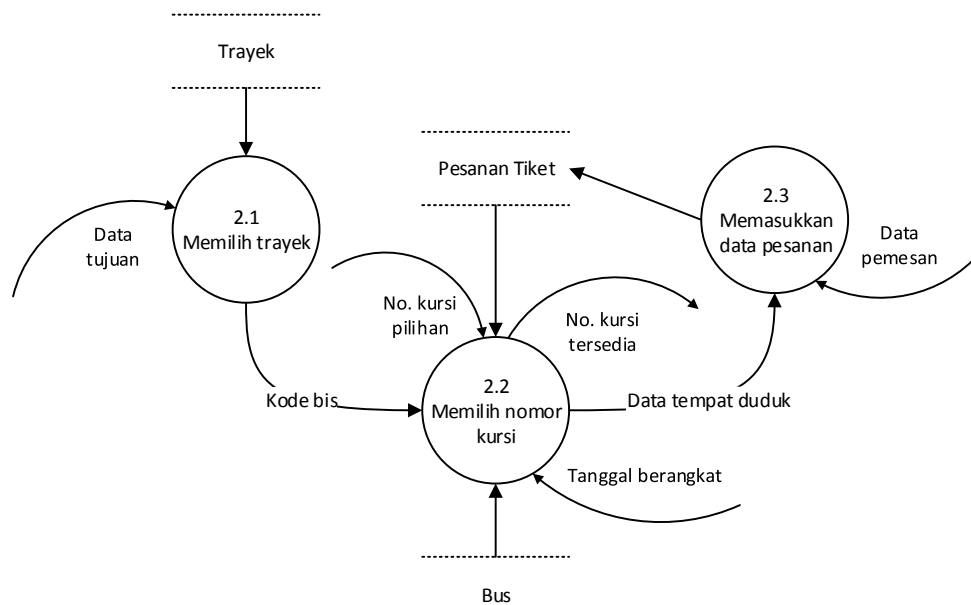 Trayek
Pesanan Tiket
2.1
Memilih trayek
2.3
Memasukkan
data pesanan
Data
tujuan
Data
pemesan
No. kursi
pilihan
No. kursi
tersedia
Kode bis
2.2
Memilih nomor
kursi
Data tempat duduk
Tanggal berangkat
Bus